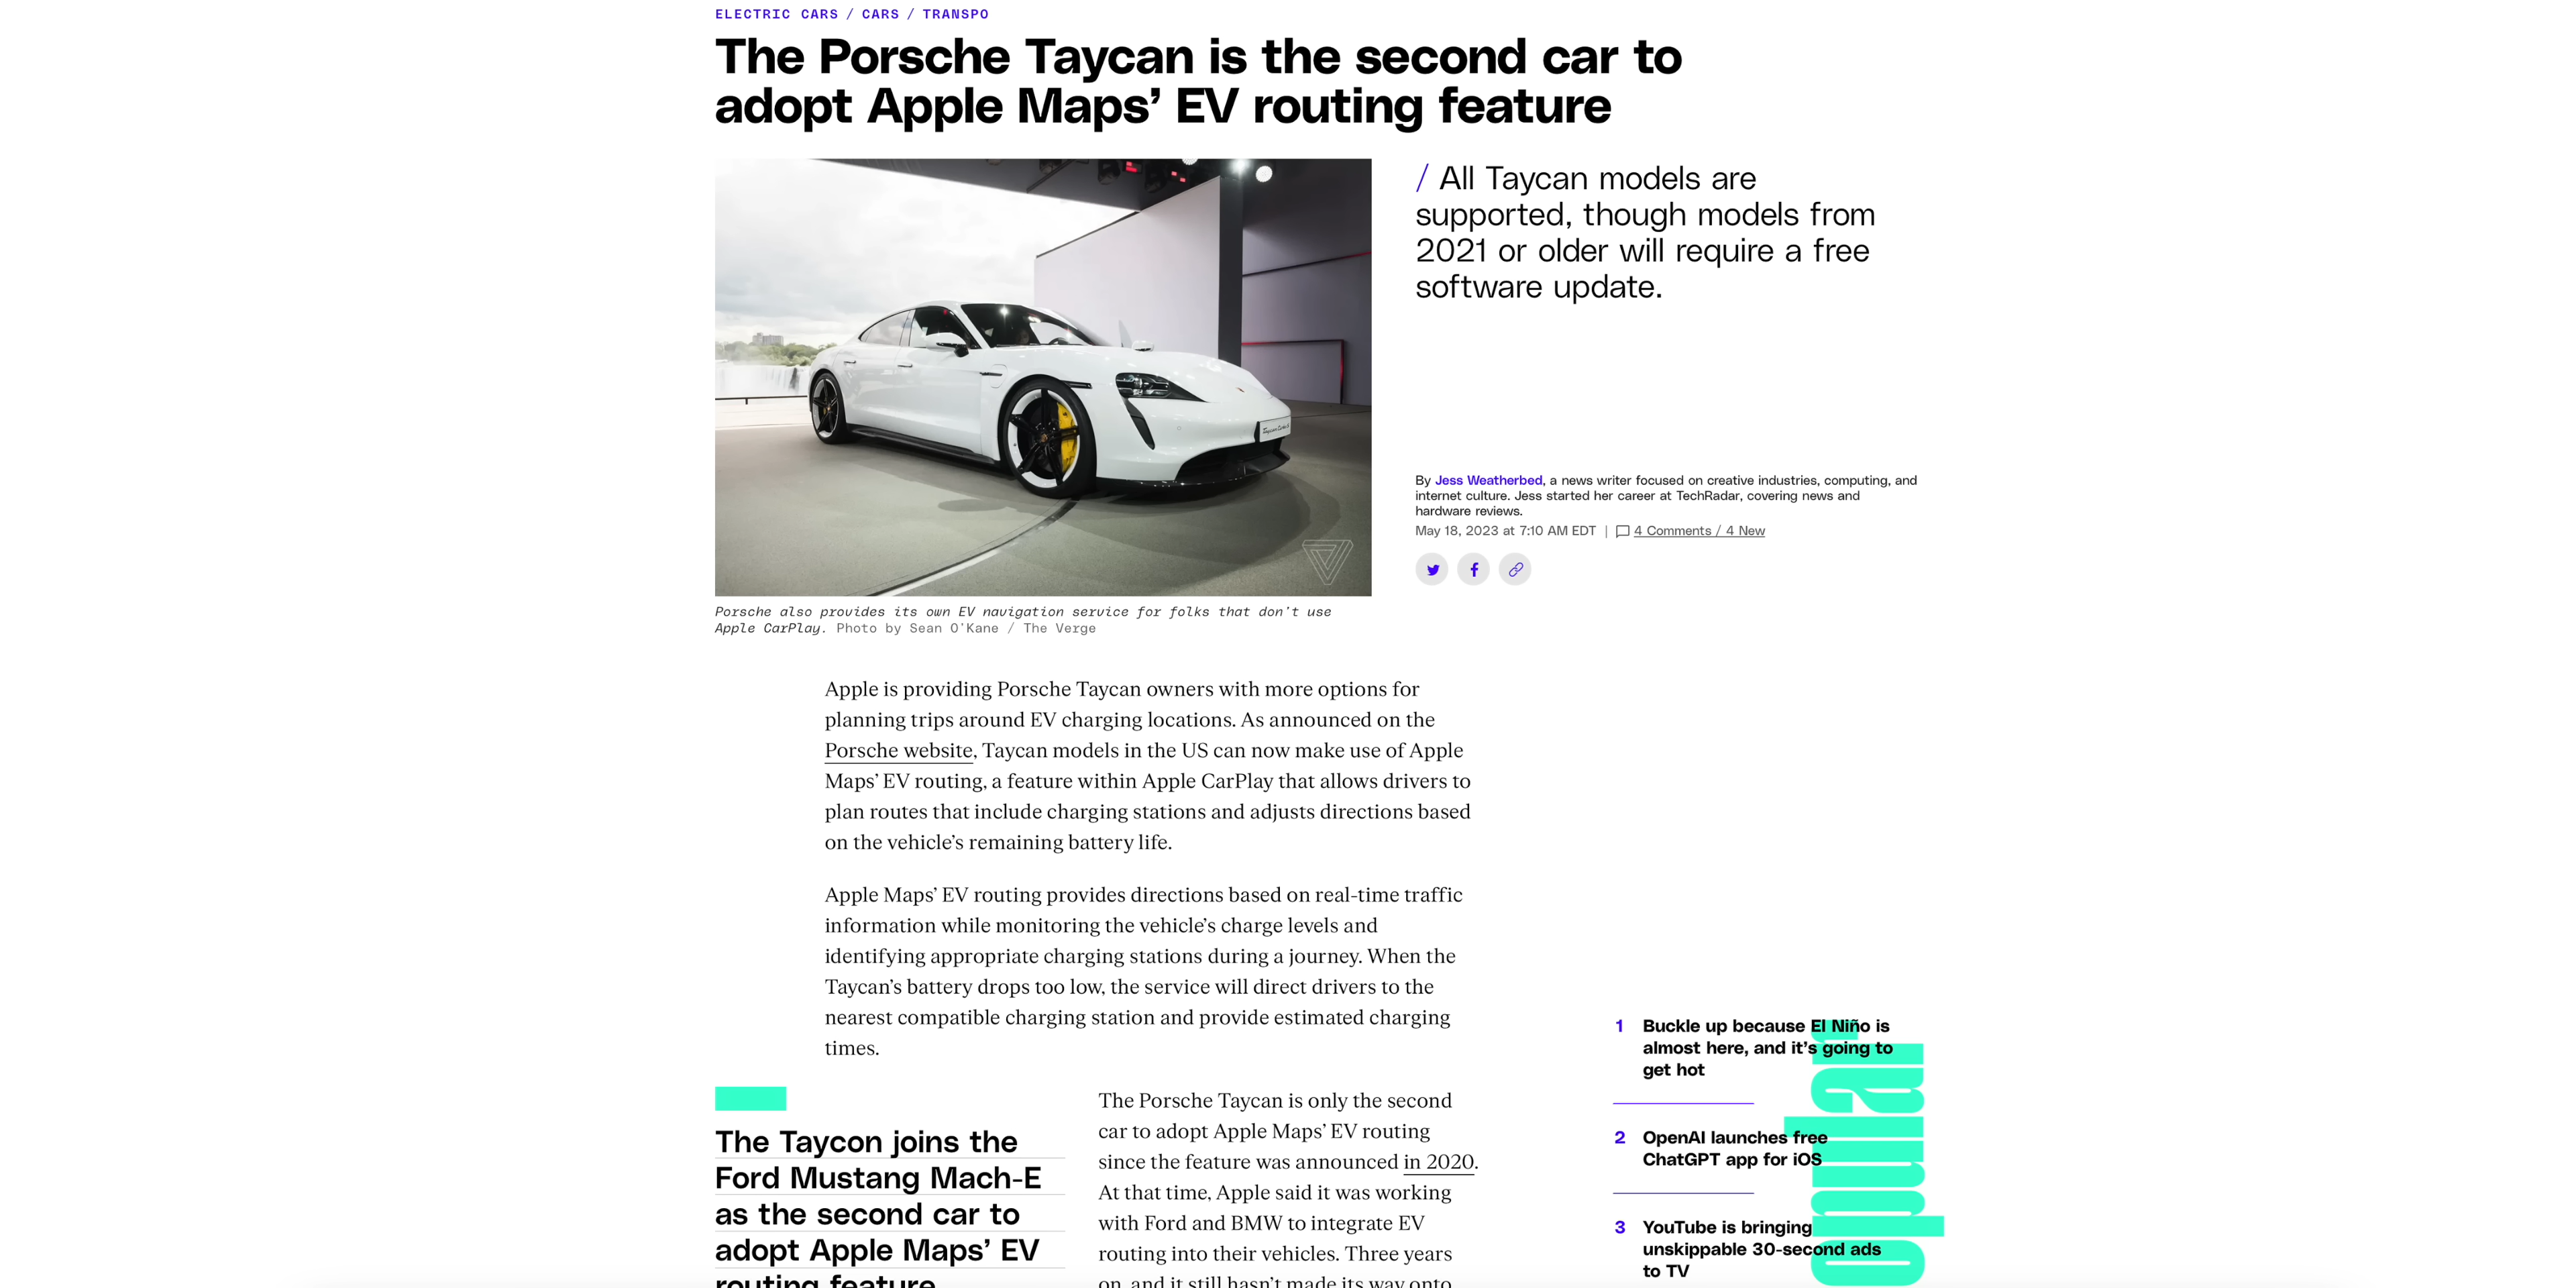 ELECTRIC CARS / CARS / TRANSPO
The Porsche Taycan is the second car to
adopt Apple Maps’ EV routing feature
/ All Taycan models are
supported, though models from
2021 or older will require a free
software update.
By Jess Weatherbed, a news writer focused on creative industries, computing, and
internet culture. Jess started her career at TechRadar, covering news and
hardware reviews.
May 18, 2023 at 7:10 AM EDT | 4 Comments / 4 New
Porsche also provides its own EV navigation service for folks that don’t use
Apple CarPlay. Photo by Sean O’Kane / The Verge
Apple is providing Porsche Taycan owners with more options for
planning trips around EV charging locations. As announced on the
Porsche website, Taycan models in the US can now make use of Apple
Maps’ EV routing, a feature within Apple CarPlay that allows drivers to
plan routes that include charging stations and adjusts directions based
on the vehicle’s remaining battery life.
Apple Maps’ EV routing provides directions based on real-time traffic
information while monitoring the vehicle’s charge levels and
identifying appropriate charging stations during a journey. When the
Taycan’s battery drops too low, the service will direct drivers to the
nearest compatible charging station and provide estimated charging
times.
The Taycon joins the
Ford Mustang Mach-E
as the second car to
adopt Apple Maps’ EV
routing feature
The Porsche Taycan is only the second
car to adopt Apple Maps’ EV routing
since the feature was announced in 2020.
At that time, Apple said it was working
with Ford and BMW to integrate EV
routing into their vehicles. Three years
on, and it still hasn’t made its way onto
1 Buckle up because El Niño is
almost here, and it’s going to
get hot
2 OpenAI launches free
ChatGPT app for iOS
3 YouTube is bringing
unskippable 30-second ads
to TV